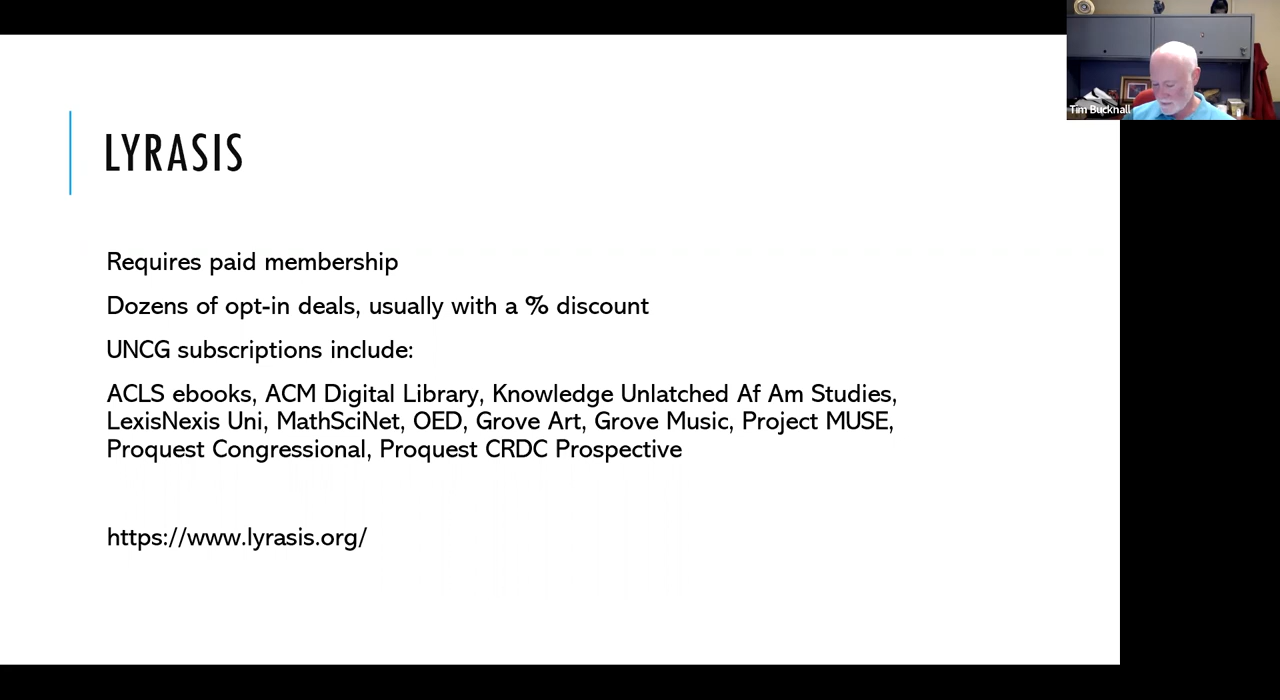 LYRASIS
Requires paid membership
Dozens of opt-in deals, usually with a % discount
UNCG subscriptions include:
ACLS ebooks, ACM Digital Library, Knowledge Unlatched Af Am Studies,
LexisNexis Uni, MathSciNet, OED, Grove Art, Grove Music, Project MUSE,
Proquest Congressional, Proquest CRDC Prospective
https://www.lyrasis.org/
Tim Bucknall